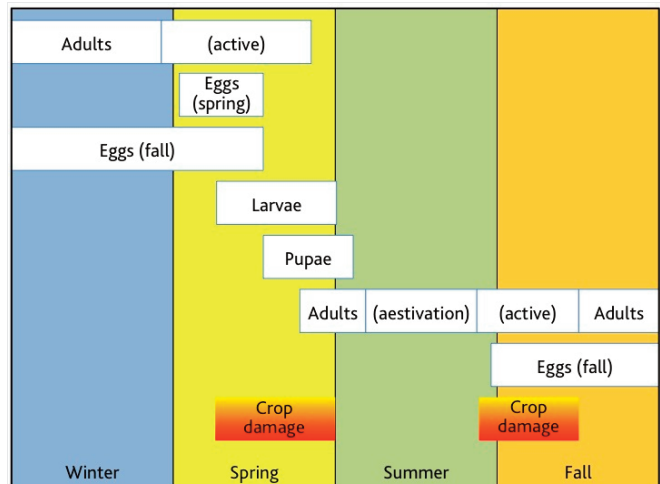 Adults (active)
Eggs
(spring)
Eggs (fall)
Larvae
Pupae
Adults (aestivation) (active) Adults
Eggs (fall)
Crop
damage
Crop
damage
Winter Spring Summer Fall